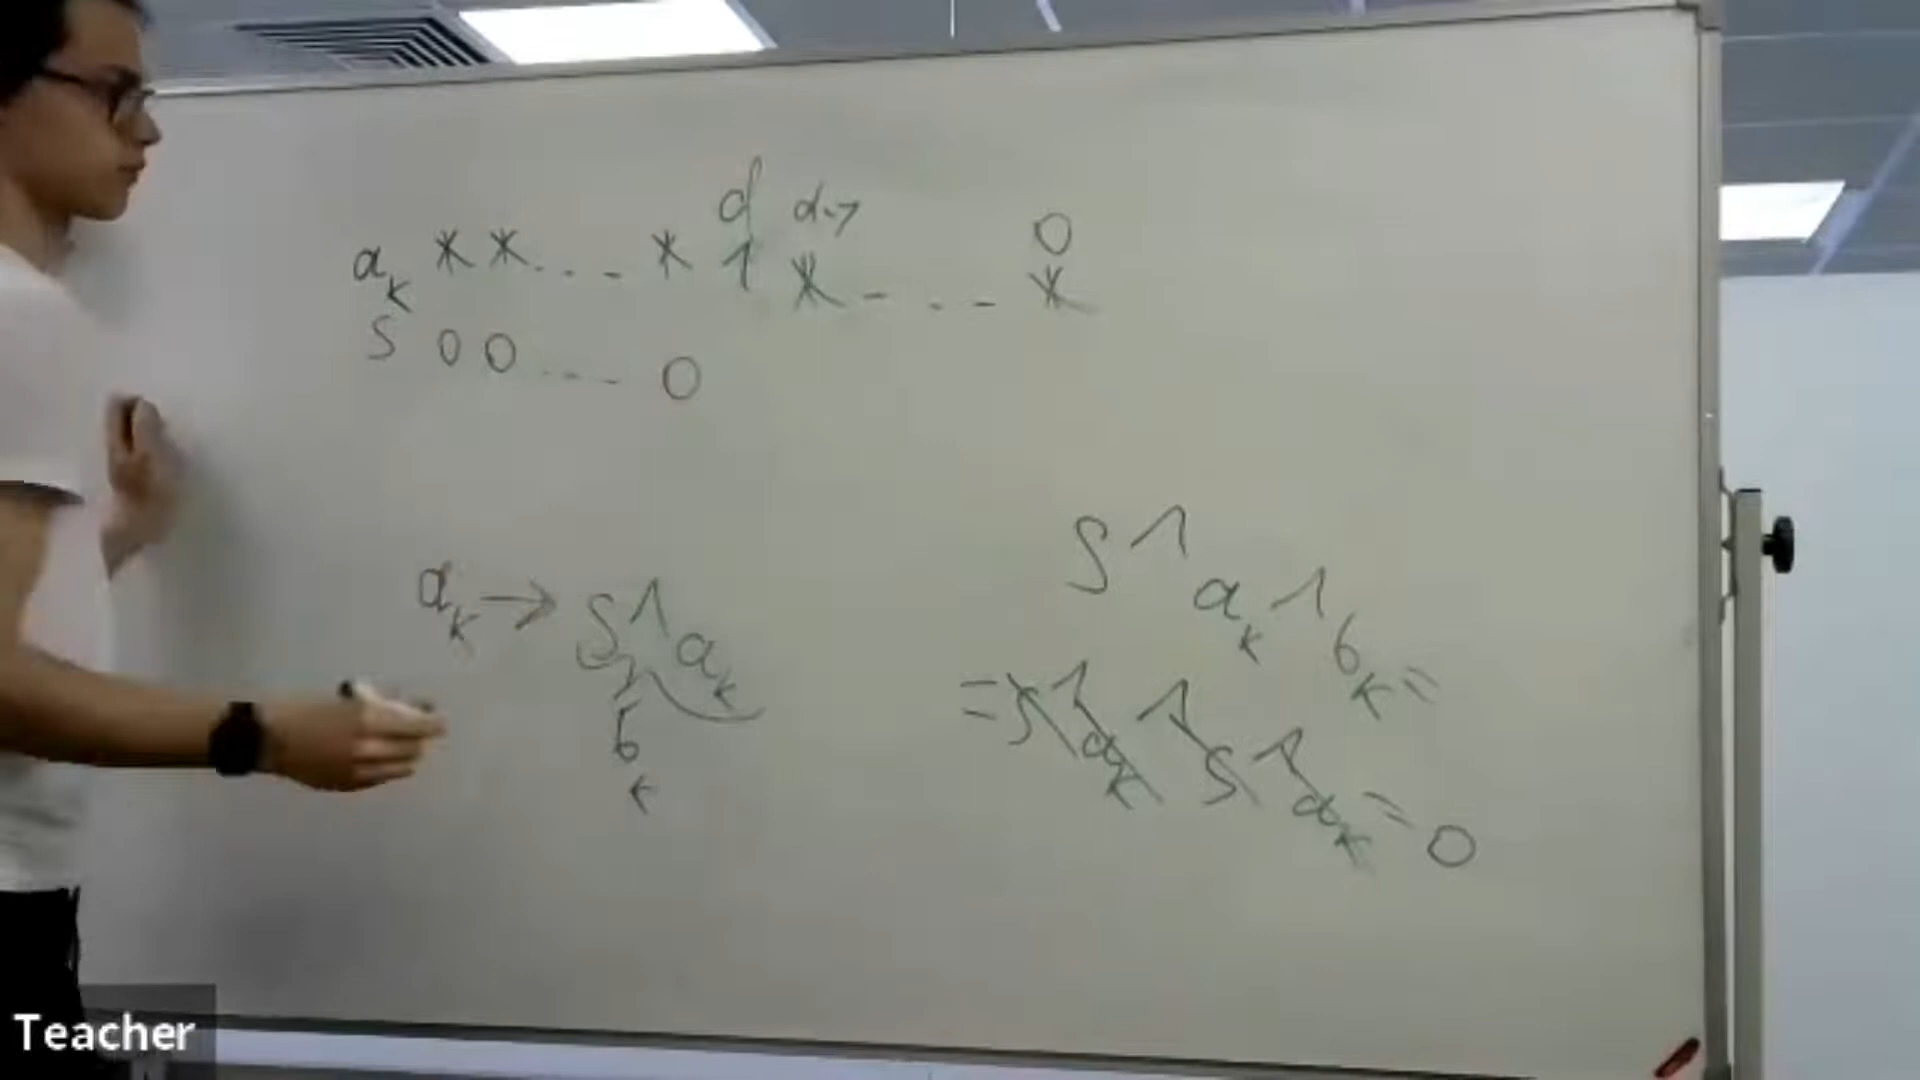 d d-1 0
a_k * * . . . * 1 * - . . - *
S 0 0 . . . 0
a_k → S ^ a_k
b_k
S ^ a_k ^ b_k =
= S ^ a_k ^ S ^ a_k = 0
Teacher